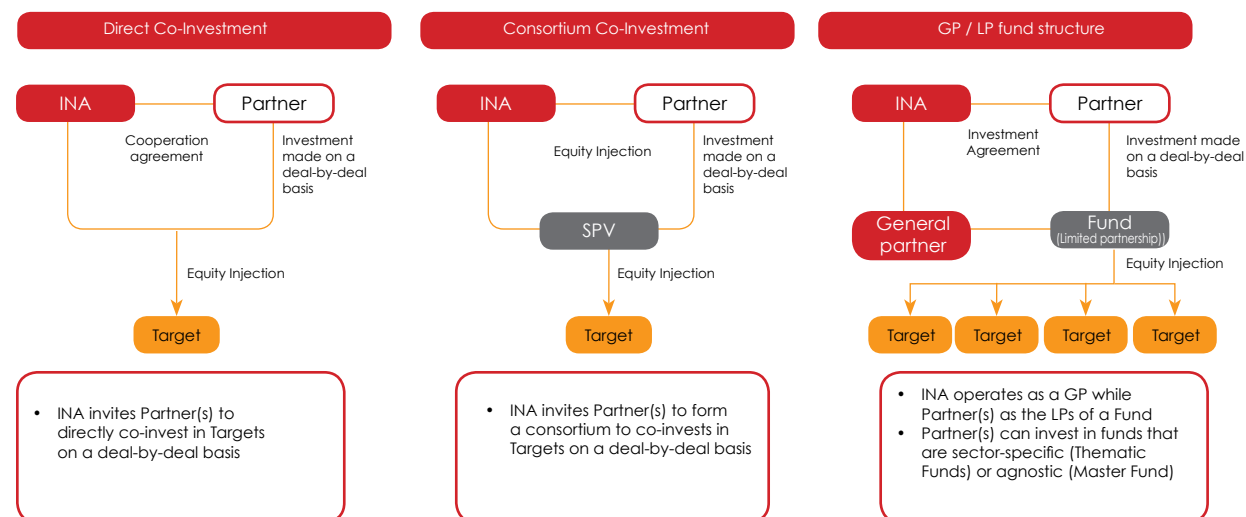 Direct Co-Investment
INA
Partner
Cooperation
agreement
Investment
made on a
deal-by-deal
basis
Equity Injection
Target
• INA invites Partner(s) to
directly co-invest in Targets
on a deal-by-deal basis
Consortium Co-Investment
INA
Partner
Equity Injection
Investment
made on a
deal-by-deal
basis
SPV
Equity Injection
Target
• INA invites Partner(s) to form
a consortium to co-invests in
Targets on a deal-by-deal basis
GP / LP fund structure
INA
Partner
Investment
Agreement
Investment made
on a deal-by-deal
basis
General
partner
Fund
(Limited partnership))
Equity Injection
Target
Target
Target
Target
• INA operates as a GP while
Partner(s) as the LPs of a Fund
• Partner(s) can invest in funds that
are sector-specific (Thematic
Funds) or agnostic (Master Fund)